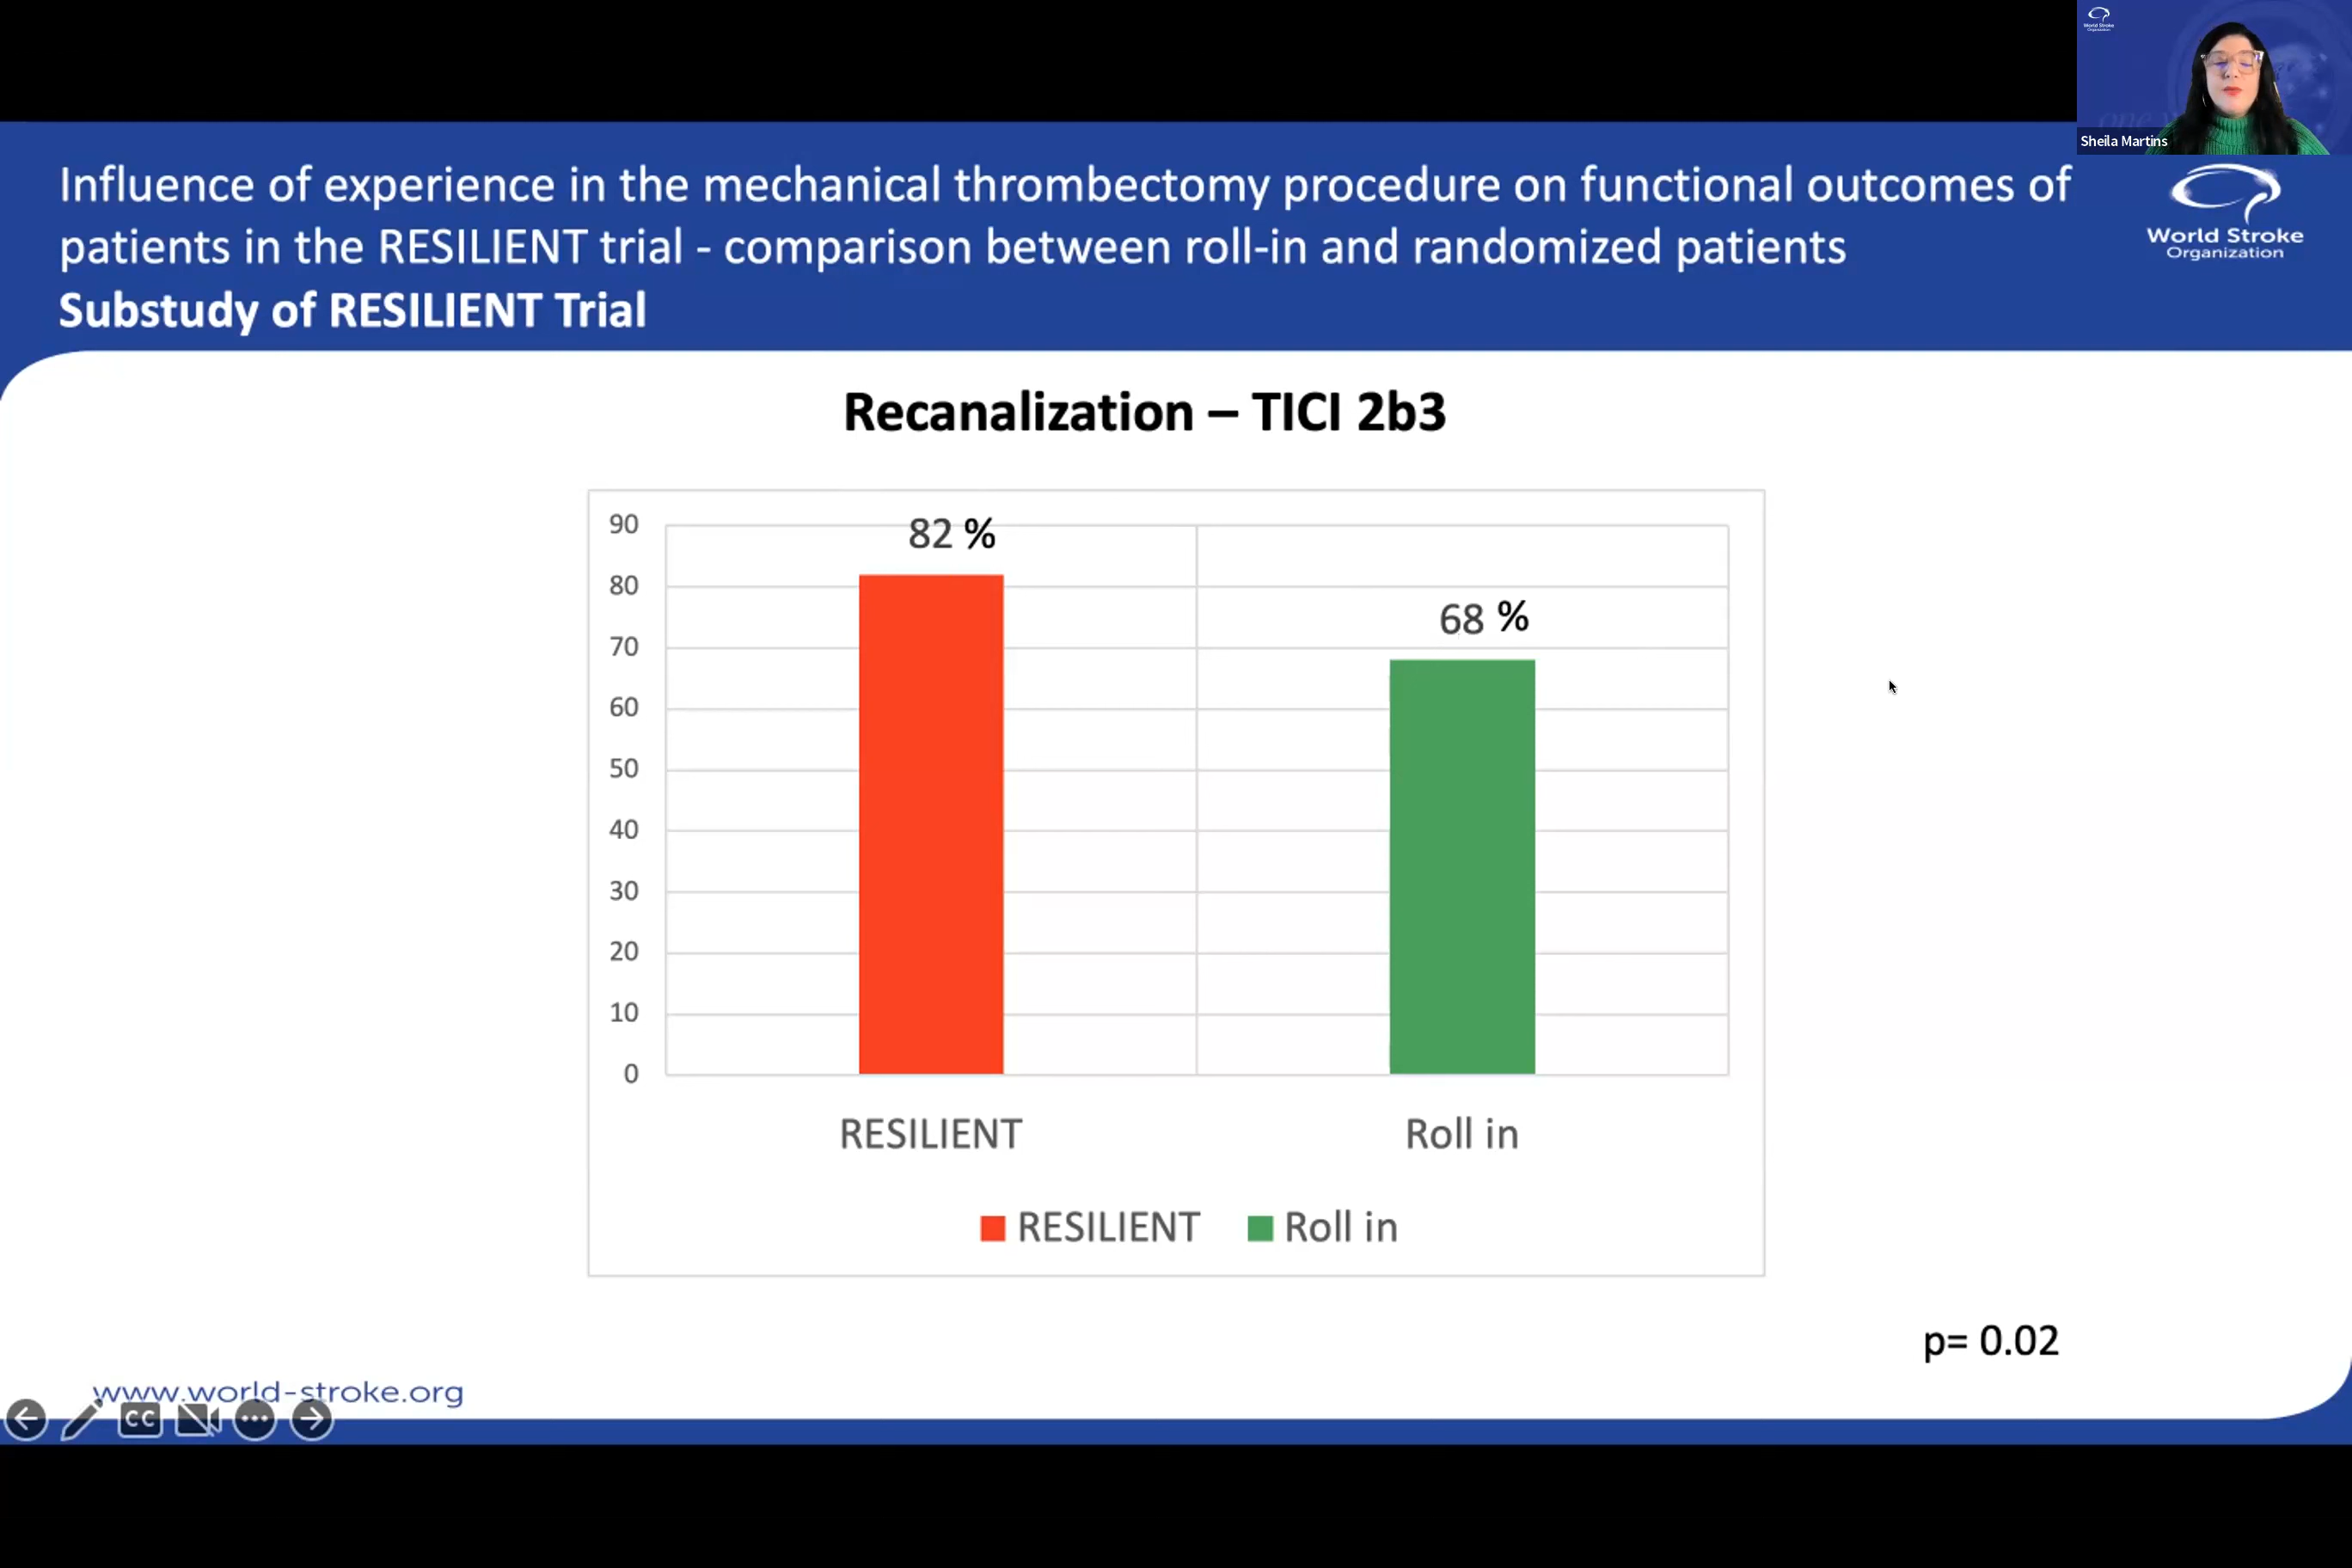 World Stroke
Organization
Sheila Martins
Influence of experience in the mechanical thrombectomy procedure on functional outcomes of
patients in the RESILIENT trial - comparison between roll-in and randomized patients
Substudy of RESILIENT Trial
World Stroke
Organization
Recanalization – TICI 2b3
90
80
70
60
50
40
30
20
10
0
82 %
68 %
RESILIENT
Roll in
RESILIENT Roll in
p= 0.02
www.world-stroke.org
CC